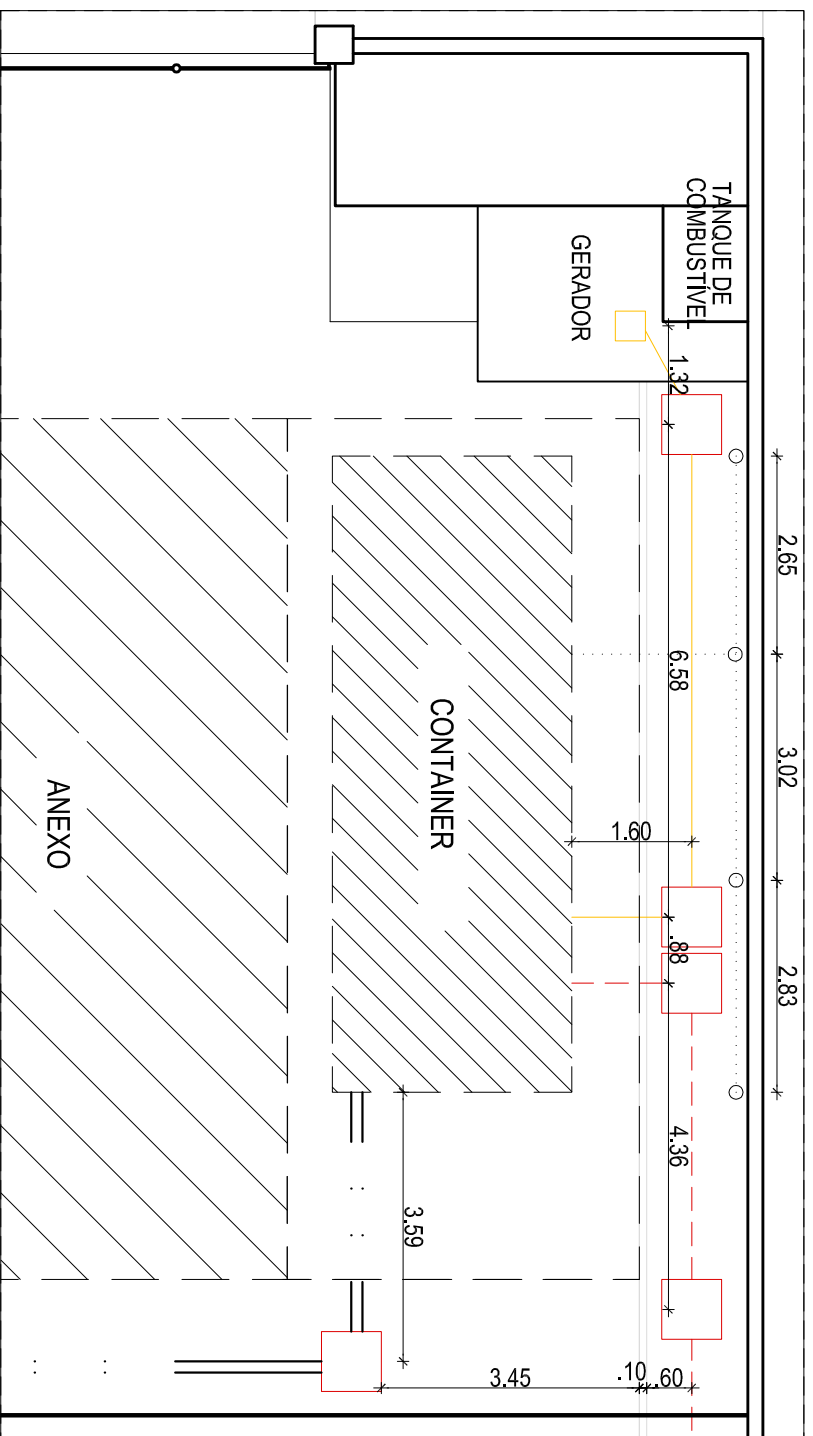 TANQUE DE
COMBUSTÍVEL
GERADOR
1.32
2.65
6.58
3.02
CONTAINER
ANEXO
1.60
.88
2.83
4.36
3.59
3.45
.10
.60